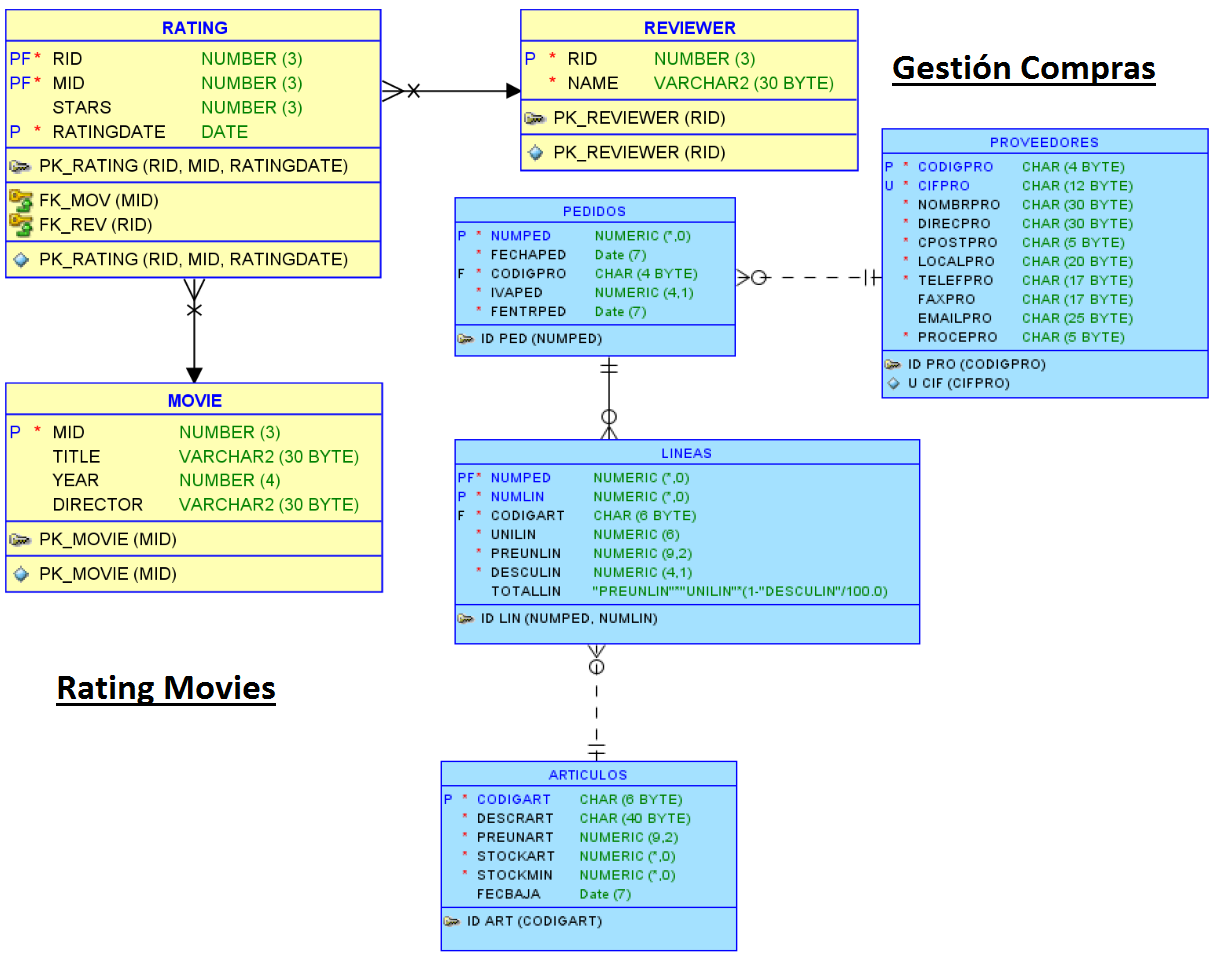 RATING
PF* RID NUMBER (3)
PF* MID NUMBER (3)
STARS NUMBER (3)
P * RATINGDATE DATE
PK_RATING (RID, MID, RATINGDATE)
FK_MOV (MID)
FK_REV (RID)
PK_RATING (RID, MID, RATINGDATE)
REVIEWER
P * RID NUMBER (3)
* NAME VARCHAR2 (30 BYTE)
PK_REVIEWER (RID)
PK_REVIEWER (RID)
Gestión Compras
PROVEEDORES
P * CODIGPRO CHAR (4 BYTE)
U * CIFPRO CHAR (12 BYTE)
* NOMBRPRO CHAR (30 BYTE)
* DIRECPRO CHAR (30 BYTE)
* CPOSTPRO CHAR (5 BYTE)
* LOCALPRO CHAR (20 BYTE)
* TELEFPRO CHAR (17 BYTE)
FAXPRO CHAR (17 BYTE)
EMAILPRO CHAR (25 BYTE)
* PROCEPRO CHAR (5 BYTE)
ID PRO (CODIGPRO)
U CIF (CIFPRO)
PEDIDOS
P * NUMPED NUMERIC (*,0)
* FECHAPED Date (7)
F * CODIGPRO CHAR (4 BYTE)
* IVAPED NUMERIC (4,1)
* FENTRPED Date (7)
ID PED (NUMPED)
MOVIE
P * MID NUMBER (3)
TITLE VARCHAR2 (30 BYTE)
YEAR NUMBER (4)
DIRECTOR VARCHAR2 (30 BYTE)
PK_MOVIE (MID)
PK_MOVIE (MID)
LINEAS
PF* NUMPED NUMERIC (*,0)
P * NUMLIN NUMERIC (*,0)
F * CODIGART CHAR (6 BYTE)
* UNILIN NUMERIC (6)
* PREUNLIN NUMERIC (9,2)
* DESCULIN NUMERIC (4,1)
TOTALLIN "PREUNLIN"*"UNILIN"*(1-"DESCULIN"/100.0)
ID LIN (NUMPED, NUMLIN)
Rating Movies
ARTICULOS
P * CODIGART CHAR (6 BYTE)
* DESCRART CHAR (40 BYTE)
* PREUNART NUMERIC (9,2)
* STOCKART NUMERIC (*,0)
* STOCKMIN NUMERIC (*,0)
FECBAJA Date (7)
ID ART (CODIGART)